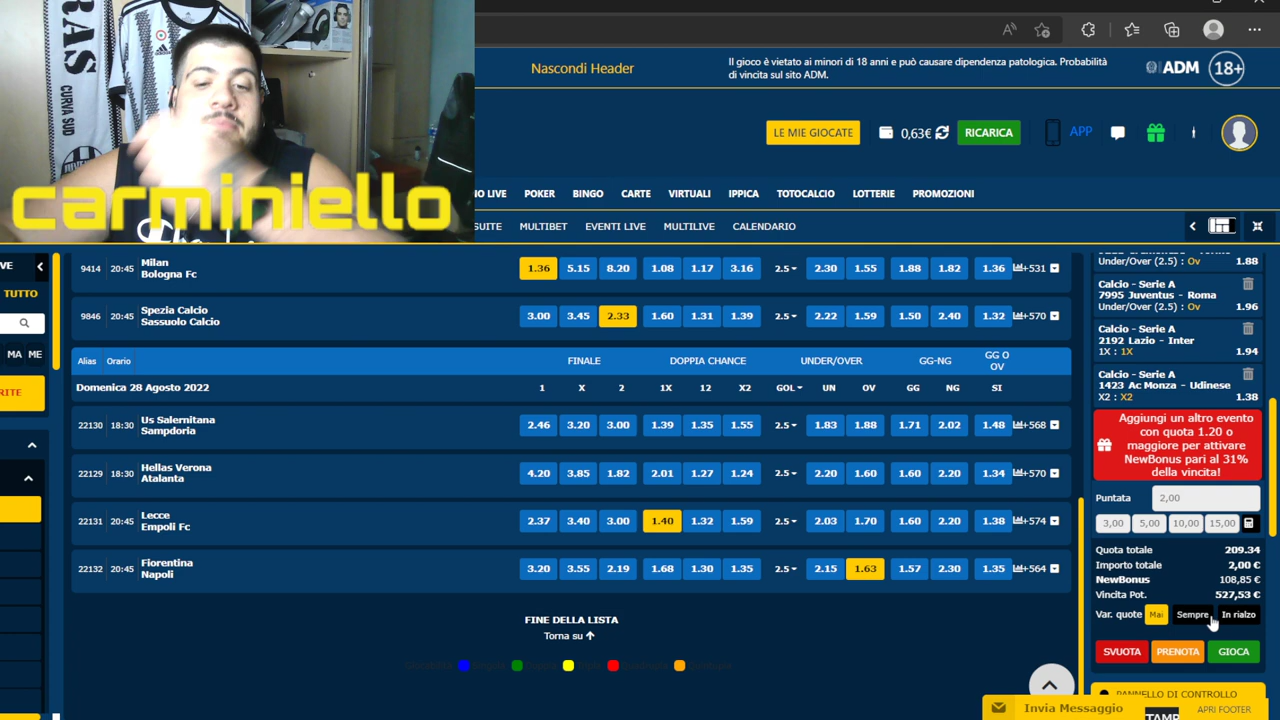 RAS
CURVA SUD
carminiello
Nascondi Header
Il gioco è vietato ai minori di 18 anni e può causare dipendenza patologica. Probabilità
di vincita sul sito ADM.
ADM
18+
LE MIE GIOCATE
0,63€
RICARICA
APP
NO LIVE POKER BINGO CARTE VIRTUALI IPPICA TOTOCALCIO LOTTERIE PROMOZIONI
SUITE MULTIBET EVENTI LIVE MULTILIVE CALENDARIO
VE
TUTTO
MA ME
RITE
9414 20:45 Milan
Bologna Fc
1.36 5.15 8.20 1.08 1.17 3.16 2.5 2.30 1.55 1.88 1.82 1.36 +531
9846 20:45 Spezia Calcio
Sassuolo Calcio
3.00 3.45 2.33 1.60 1.31 1.39 2.5 2.22 1.59 1.50 2.40 1.32 +570
Alias Orario FINALE DOPPIA CHANCE UNDER/OVER GG-NG GG O
OV
Domenica 28 Agosto 2022 1 X 2 1X 12 X2 GOL UN OV GG NG SI
22130 18:30 Us Salernitana
Sampdoria
2.46 3.20 3.00 1.39 1.35 1.55 2.5 1.83 1.88 1.71 2.02 1.48 +568
22129 18:30 Hellas Verona
Atalanta
4.20 3.85 1.82 2.01 1.27 1.24 2.5 2.20 1.60 1.60 2.20 1.34 +570
22131 20:45 Lecce
Empoli Fc
2.37 3.40 3.00 1.40 1.32 1.59 2.5 2.03 1.70 1.60 2.20 1.38 +574
22132 20:45 Fiorentina
Napoli
3.20 3.55 2.19 1.68 1.30 1.35 2.5 2.15 1.63 1.57 2.30 1.35 +564
FINE DELLA LISTA
Torna su
Under/Over (2.5) : Ov 1.88
Calcio - Serie A
7995 Juventus - Roma
Under/Over (2.5) : Ov 1.96
Calcio - Serie A
2192 Lazio - Inter
1X : 1X 1.94
Calcio - Serie A
1423 Ac Monza - Udinese
X2 : X2 1.38
Aggiungi un altro evento
con quota 1.20 o
maggiore per attivare
NewBonus pari al 31%
della vincita!
Puntata 2,00
3,00 5,00 10,00 15,00
Quota totale 209.34
Importo totale 2,00 €
NewBonus 108,85 €
Vincita Pot. 527,53 €
Var. quote Mai Sempre In rialzo
SVUOTA PRENOTA GIOCA
PANNELLO DI CONTROLLO
Invia Messaggio
APRI FOOTER